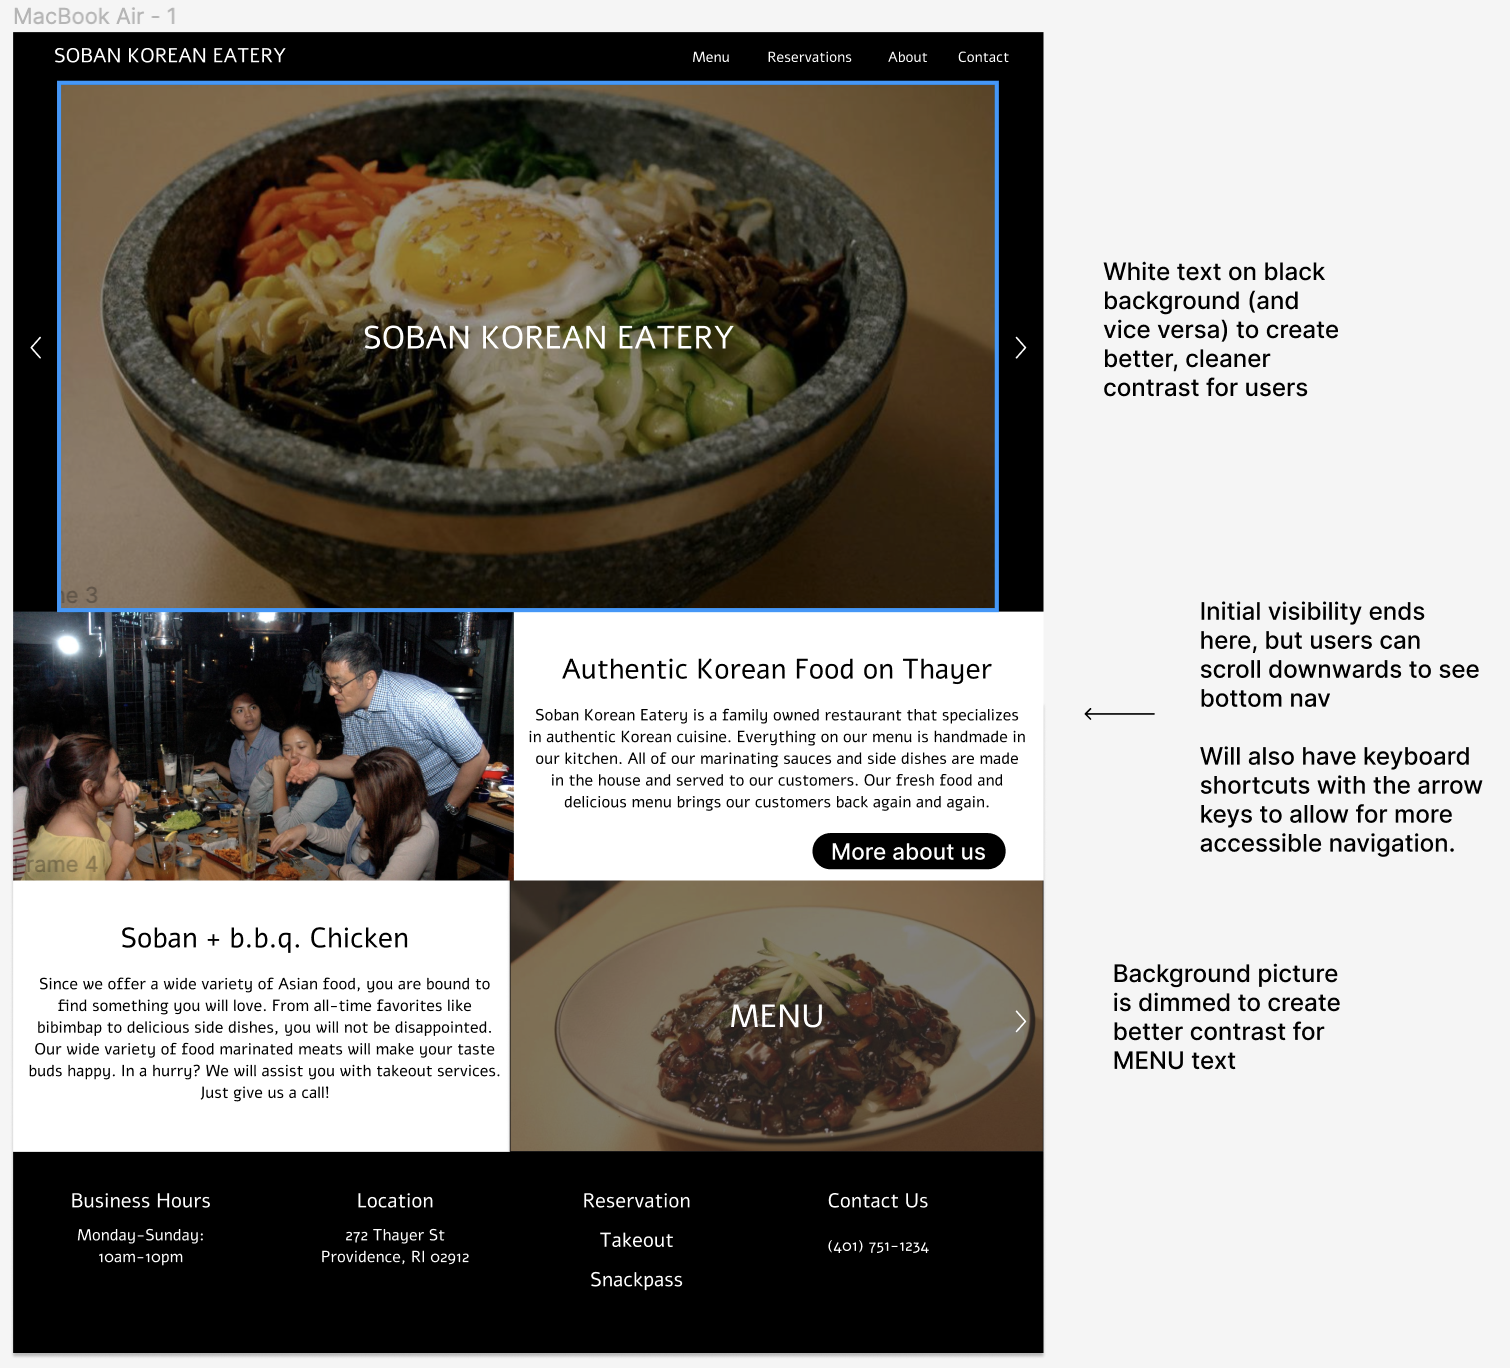 MacBook Air - 1
SOBAN KOREAN EATERY
Menu
Reservations
About
Contact
SOBAN KOREAN EATERY
White text on black
background (and
vice versa) to create
better, cleaner
contrast for users
Authentic Korean Food on Thayer
Soban Korean Eatery is a family owned restaurant that specializes
in authentic Korean cuisine. Everything on our menu is handmade in
our kitchen. All of our marinating sauces and side dishes are made
in the house and served to our customers. Our fresh food and
delicious menu brings our customers back again and again.
More about us
Initial visibility ends
here, but users can
scroll downwards to see
bottom nav
Will also have keyboard
shortcuts with the arrow
keys to allow for more
accessible navigation.
Frame 4
Soban + b.b.q. Chicken
Since we offer a wide variety of Asian food, you are bound to
find something you will love. From all-time favorites like
bibimbap to delicious side dishes, you will not be disappointed.
Our wide variety of food marinated meats will make your taste
buds happy. In a hurry? We will assist you with takeout services.
Just give us a call!
MENU
Background picture
is dimmed to create
better contrast for
MENU text
Business Hours
Monday-Sunday:
10am-10pm
Location
272 Thayer St
Providence, RI 02912
Reservation
Takeout
Snackpass
Contact Us
(401) 751-1234